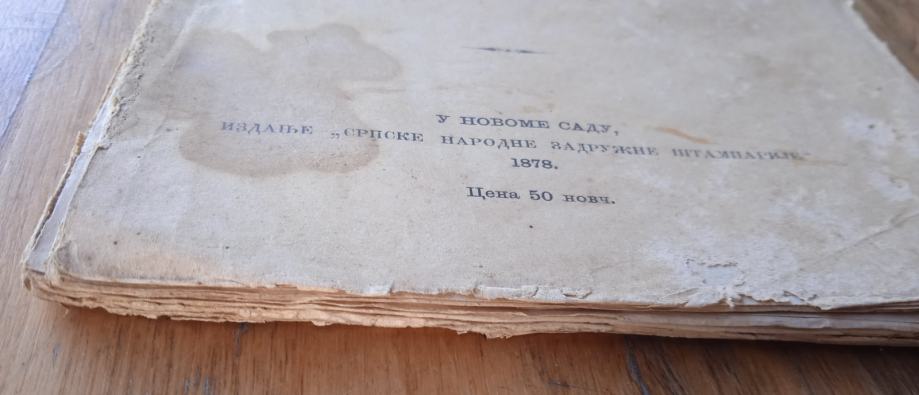 У НОВОМЕ САДУ,
ИЗДАЊЕ „СРПСКЕ НАРОДНЕ ЗАДРУЖНЕ ШТАМПАРИЈЕ“
1878.
Цена 50 новч.